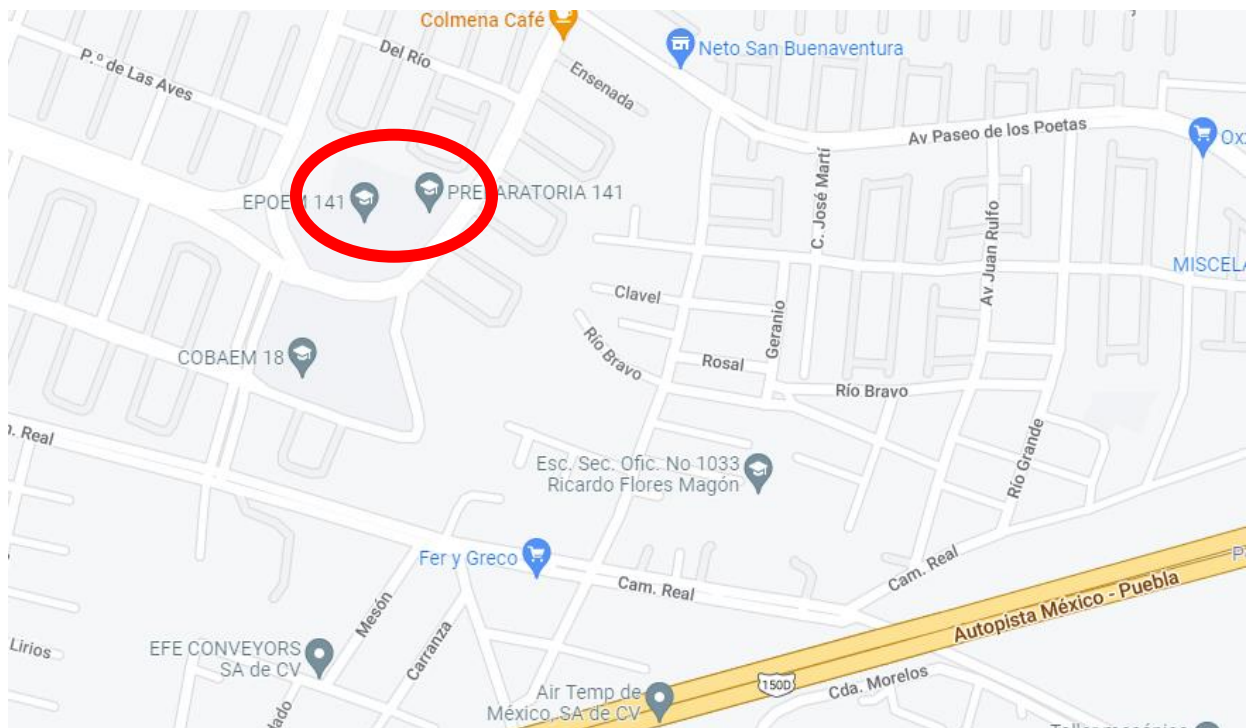 Colmena Café
Neto San Buenaventura
Del Río
P.º de Las Aves
Ensenada
Av Paseo de los Poetas
C. José Martí
EPOEM 141
PREPARATORIA 141
Av Juan Rulfo
MISCELA
Clavel
Geranio
Río Bravo
COBAEM 18
Rosal
Río Bravo
Real
Río Grande
Esc. Sec. Ofic. No 1033
Ricardo Flores Magón
Fer y Greco
Cam. Real
Cam. Real
Autopista México - Puebla
Mesón
Carranza
Lirios
EFE CONVEYORS
SA de CV
150D
Cda. Morelos
Air Temp de
México, SA de CV